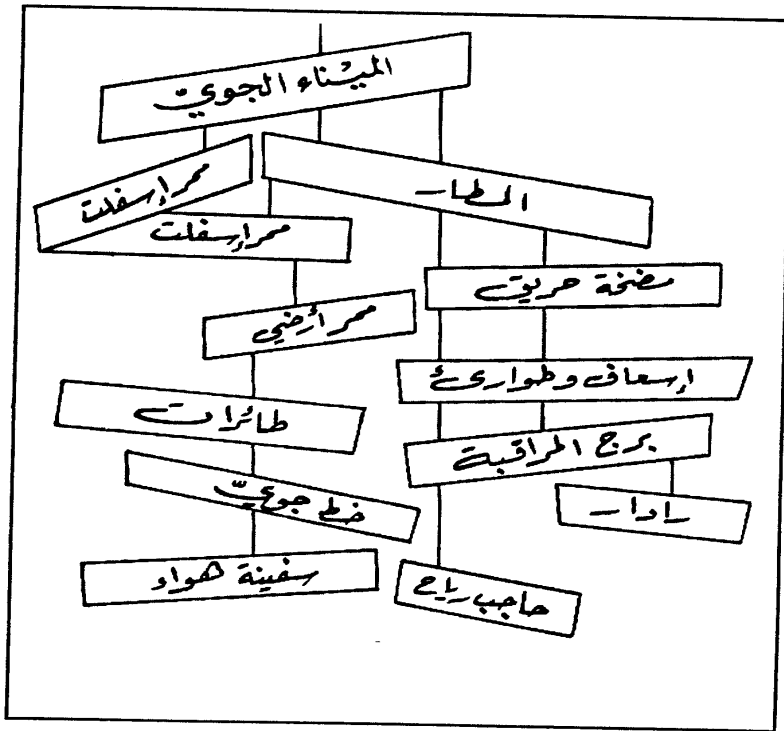 الميناء الجويّ
ممر إسفلت
المطار
ممر إسفلت
مضخة حريق
ممر أرضي
إسعاف وطوارئ
طائرات
برج المراقبة
خط جويّ
رادار
سفينة هواء
حاجب رياح